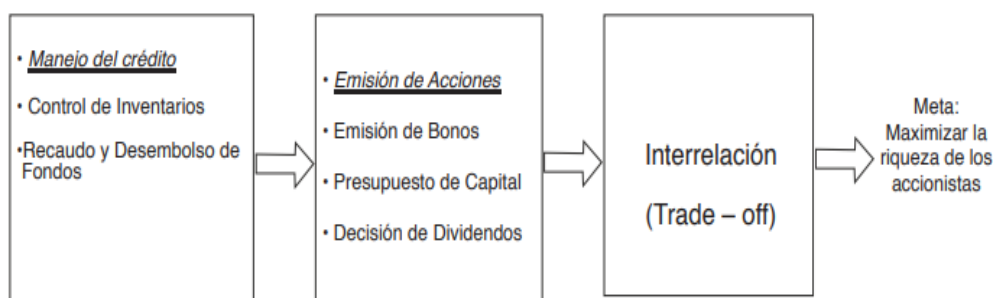 • Manejo del crédito
• Control de Inventarios
•Recaudo y Desembolso de
Fondos
• Emisión de Acciones
• Emisión de Bonos
• Presupuesto de Capital
• Decisión de Dividendos
Interrelación
(Trade – off)
Meta:
Maximizar la
riqueza de los
accionistas